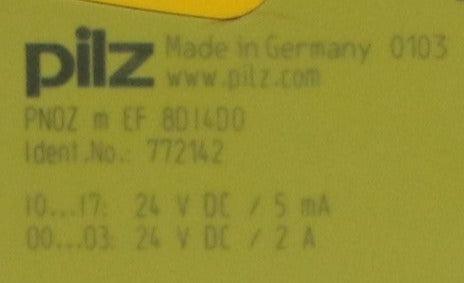 pilz Made in Germany 0103
www.pilz.com
PNOZ m EF 8DI4DO
Ident.No.: 772142
I0...I7: 24 V DC / 5 mA
O0...O3: 24 V DC / 2 A